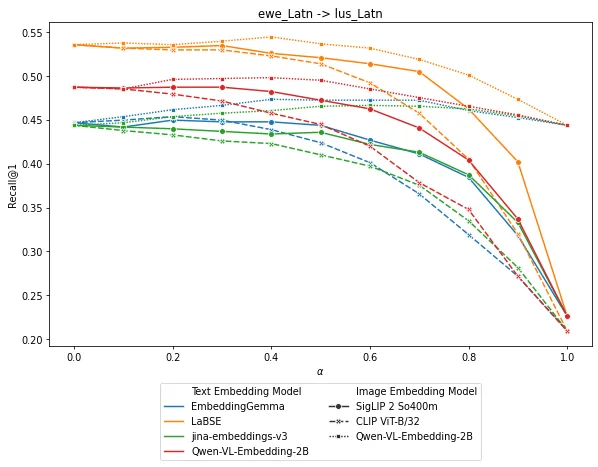 ewe_Latn -> lus_Latn
0.55
0.50
0.45
0.40
0.35
0.30
0.25
0.20
Recall@1
0.0 0.2 0.4 0.6 0.8 1.0
α
Text Embedding Model Image Embedding Model
EmbeddingGemma SigLIP 2 So400m
LaBSE CLIP ViT-B/32
jina-embeddings-v3 Qwen-VL-Embedding-2B
Qwen-VL-Embedding-2B